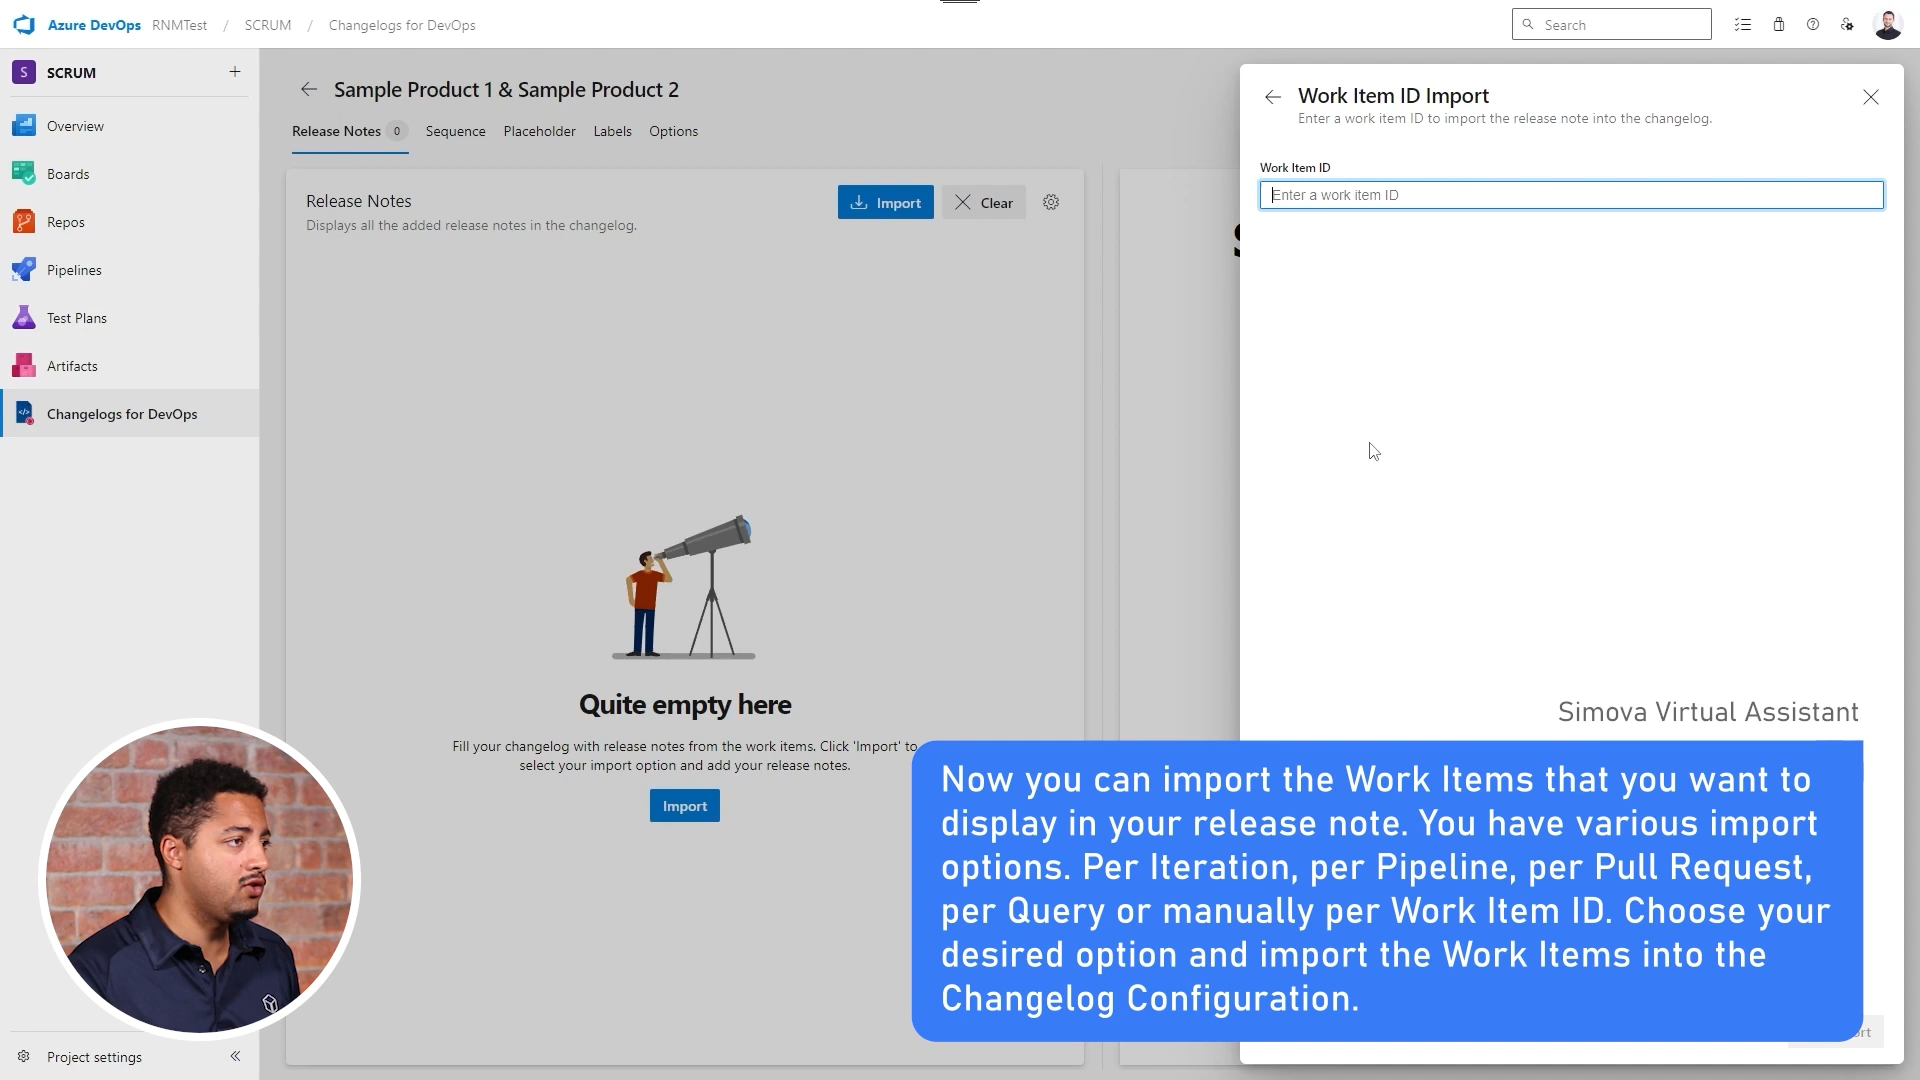 Azure DevOps RNMTest / SCRUM / Changelogs for DevOps
Search
S SCRUM +
Overview
Boards
Repos
Pipelines
Test Plans
Artifacts
Changelogs for DevOps
Project settings
Sample Product 1 & Sample Product 2
Release Notes 0 Sequence Placeholder Labels Options
Release Notes
Displays all the added release notes in the changelog.
Import
Clear
Quite empty here
Fill your changelog with release notes from the work items. Click 'Import' to
select your import option and add your release notes.
Import
Work Item ID Import
Enter a work item ID to import the release note into the changelog.
Work Item ID
Enter a work item ID
Simova Virtual Assistant
Now you can import the Work Items that you want to
display in your release note. You have various import
options. Per Iteration, per Pipeline, per Pull Request,
per Query or manually per Work Item ID. Choose your
desired option and import the Work Items into the
Changelog Configuration.